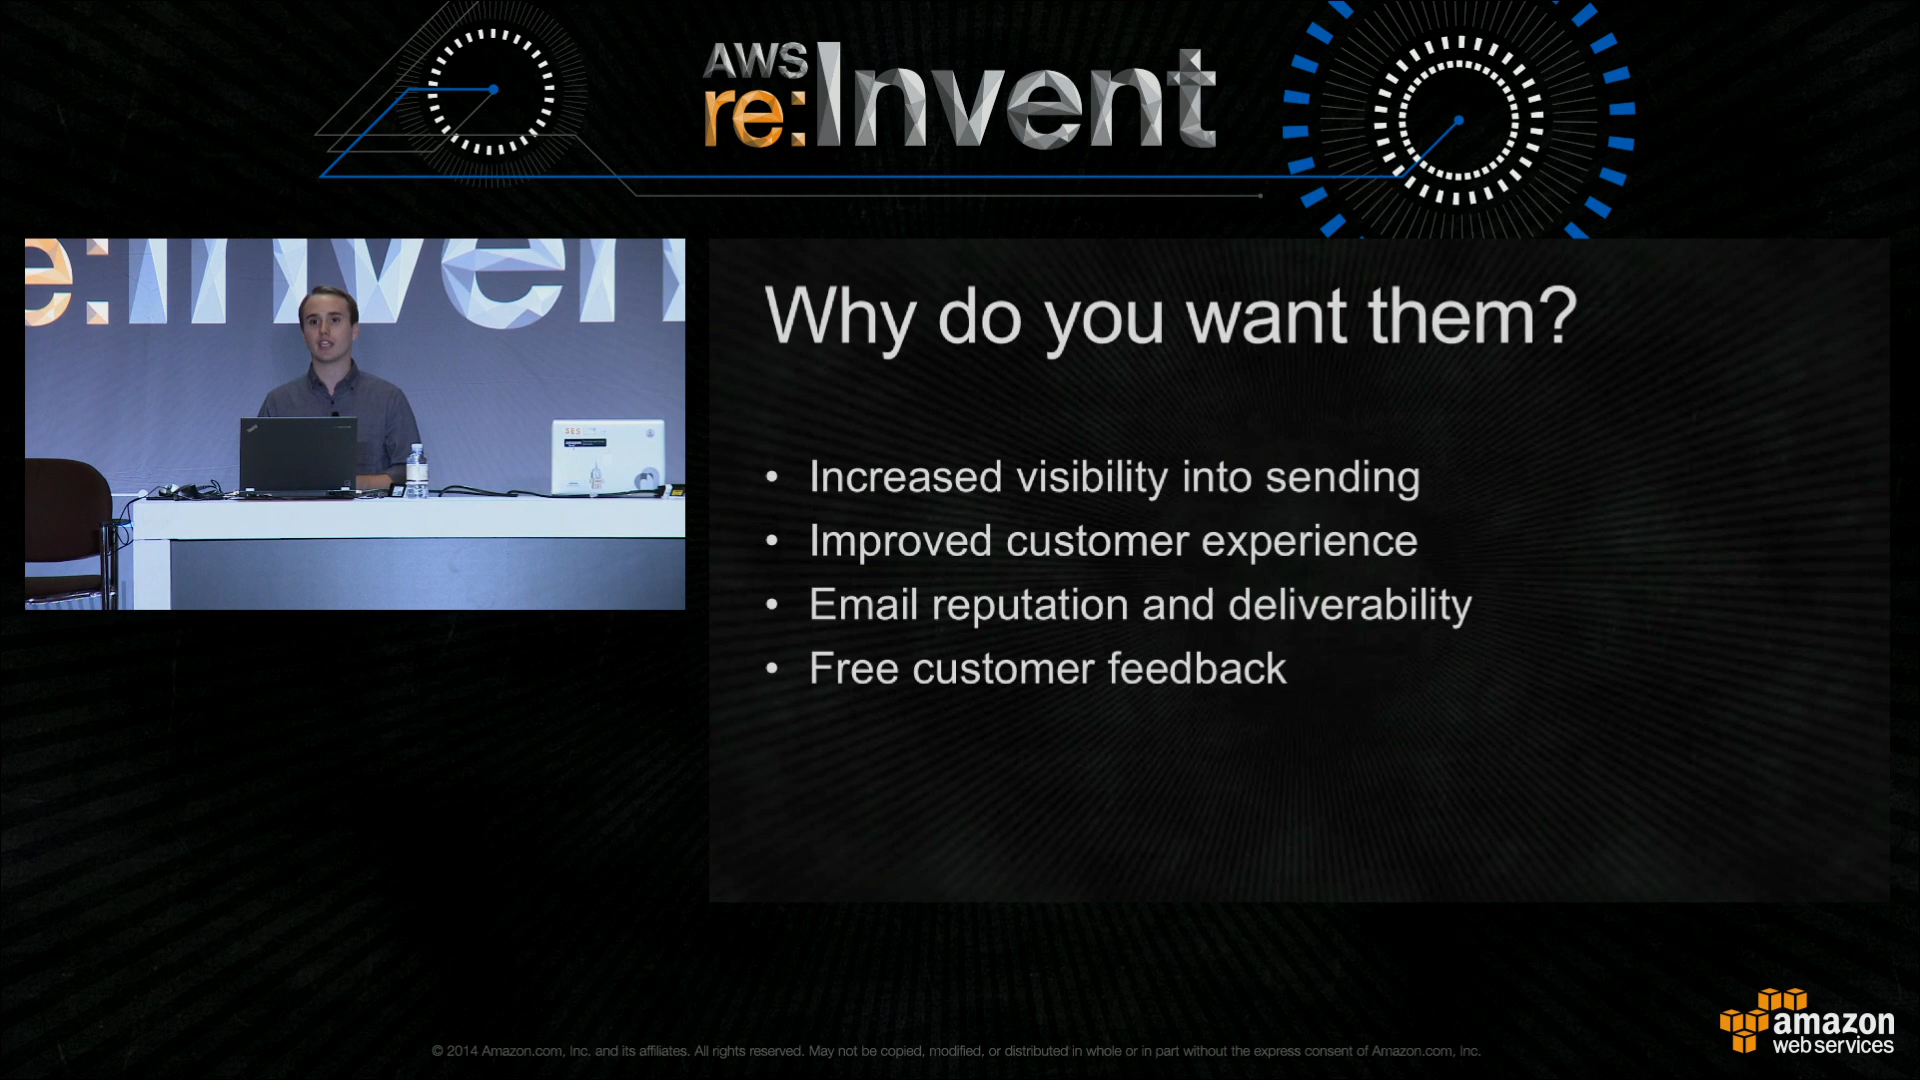 AWS
re:Invent
e:Inven
SES
Why do you want them?
• Increased visibility into sending
• Improved customer experience
• Email reputation and deliverability
• Free customer feedback
amazon
web services
© 2014 Amazon.com, Inc. and its affiliates. All rights reserved. May not be copied, modified, or distributed in whole or in part without the express consent of Amazon.com, Inc.